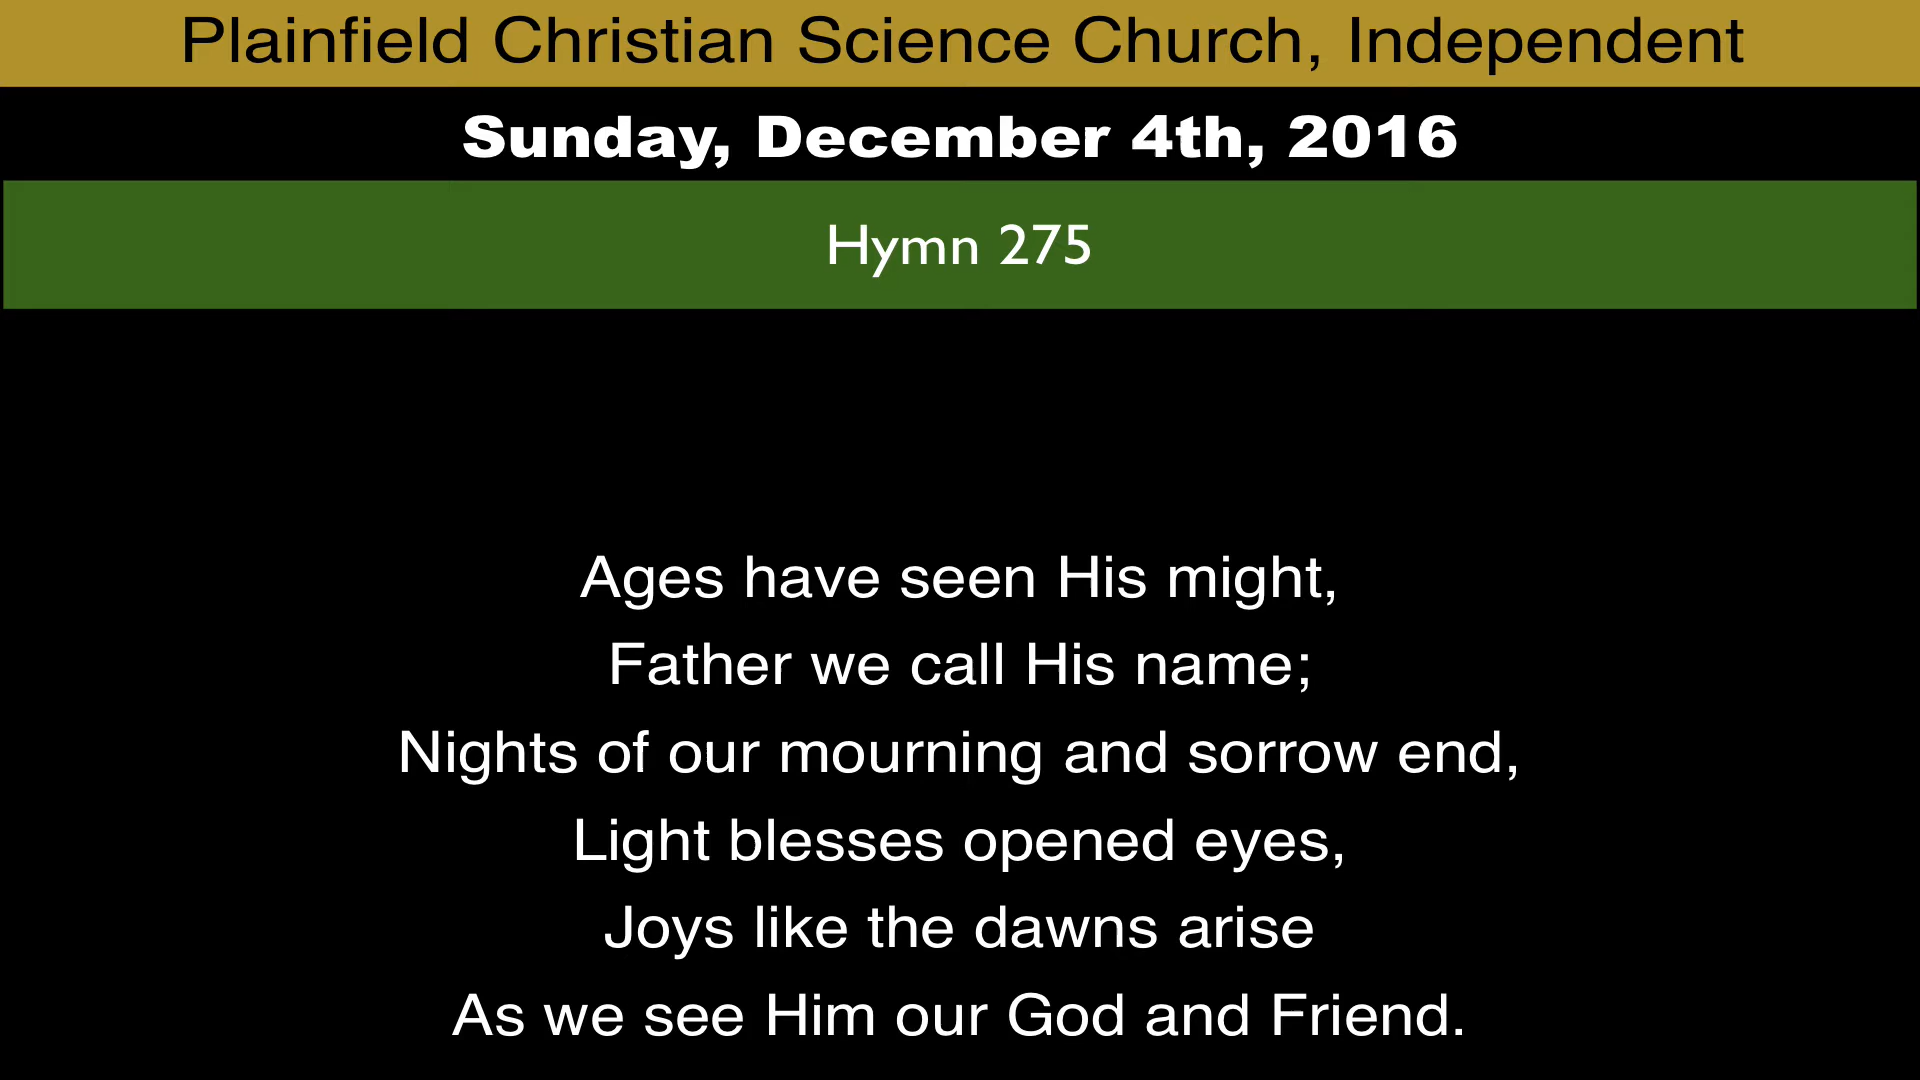 Plainfield Christian Science Church, Independent
Sunday, December 4th, 2016
Hymn 275
Ages have seen His might,
Father we call His name;
Nights of our mourning and sorrow end,
Light blesses opened eyes,
Joys like the dawns arise
As we see Him our God and Friend.